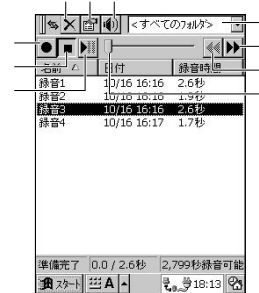 <すべてのフォルダ>
名前 日付 録音時間
録音1 10/16 16:16 2.6秒
録音2 10/16 16:16 1.9秒
録音3 10/16 16:16 2.6秒
録音4 10/16 16:17 1.7秒
準備完了 0.0 / 2.6秒 2,799秒録音可能
スタート A 18:13